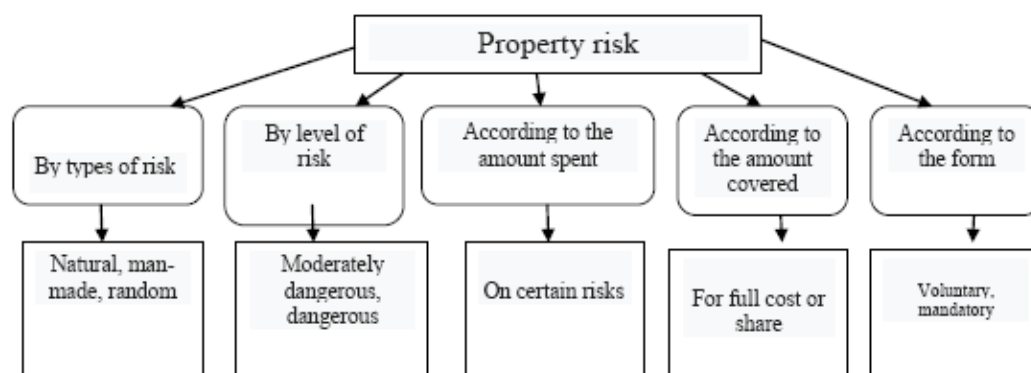 Property risk
By types of risk
By level of
risk
According to the
amount spent
According to
the amount
covered
According to
the form
Natural, man-
made, random
Moderately
dangerous,
dangerous
On certain risks
For full cost or
share
Voluntary,
mandatory